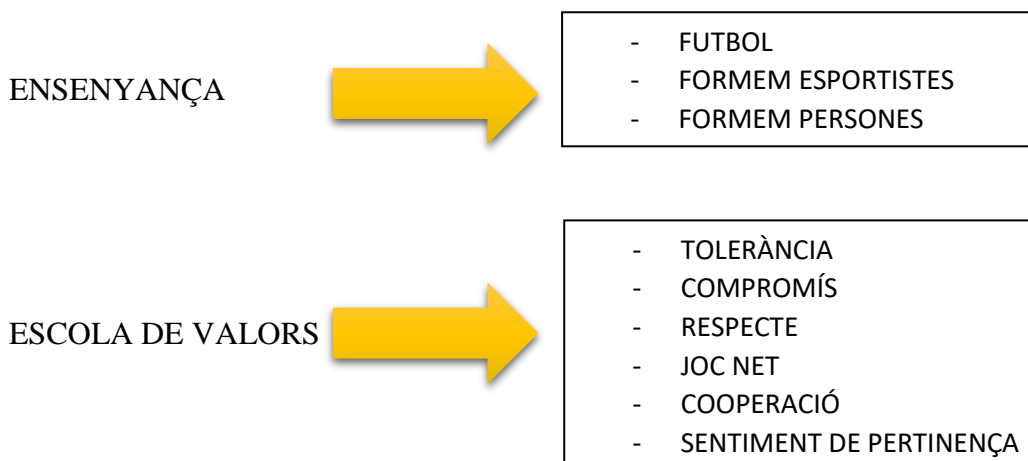 ENSENYANÇA
- FUTBOL
- FORMEM ESPORTISTES
- FORMEM PERSONES
ESCOLA DE VALORS
- TOLERÀNCIA
- COMPROMÍS
- RESPECTE
- JOC NET
- COOPERACIÓ
- SENTIMENT DE PERTINENÇA